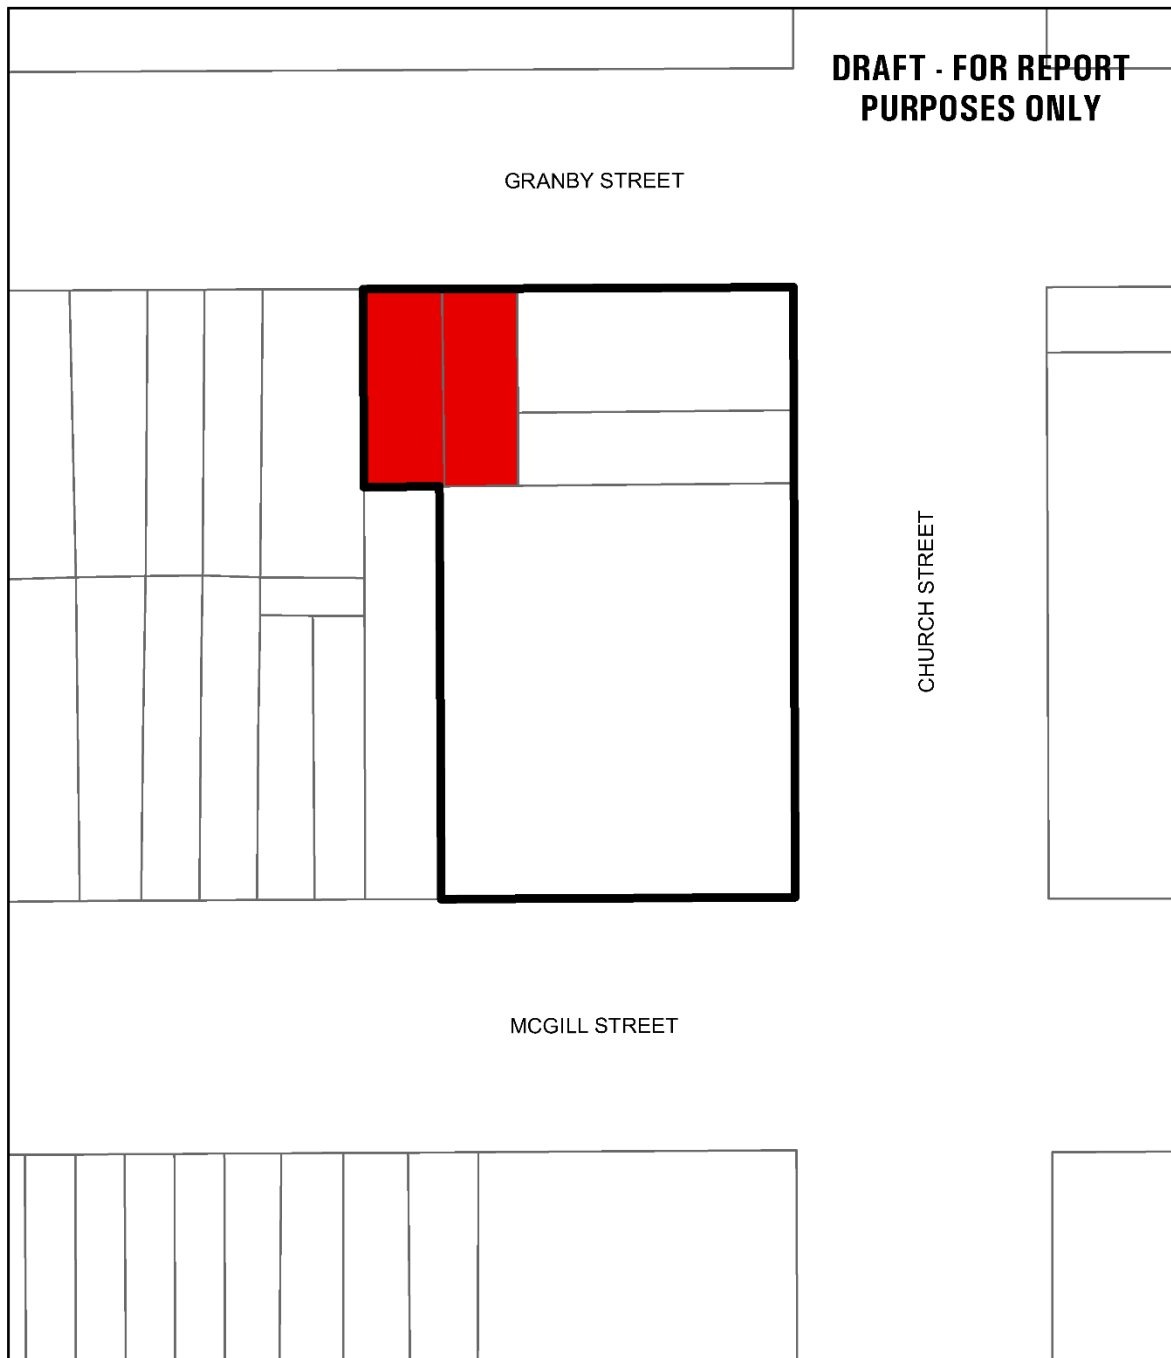 DRAFT - FOR REPORT
PURPOSES ONLY
GRANBY STREET
CHURCH STREET
MCGILL STREET